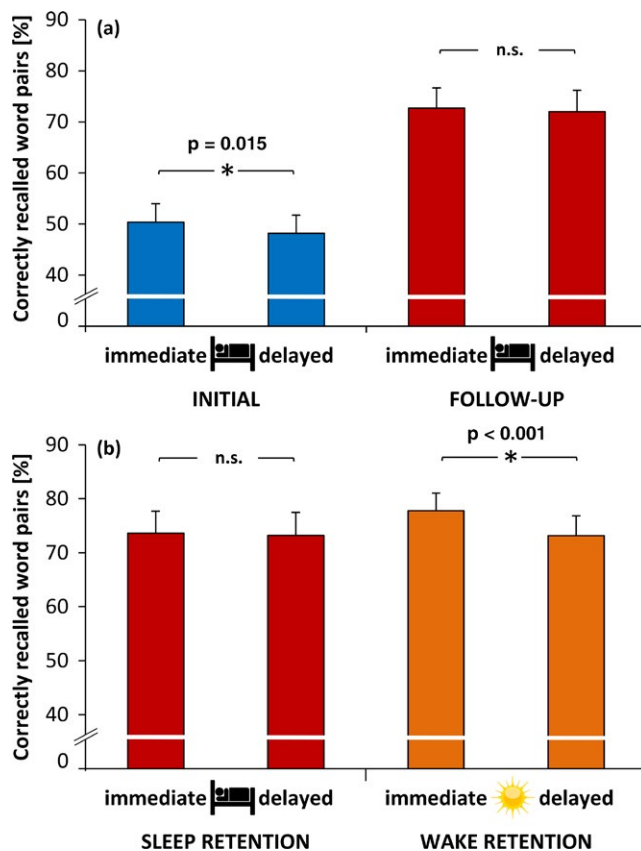 (a)
Correctly recalled word pairs [%]
90
80
70
60
50
40
0
p = 0.015
*
n.s.
immediate delayed immediate delayed
INITIAL FOLLOW-UP
(b)
Correctly recalled word pairs [%]
90
80
70
60
50
40
0
n.s.
p < 0.001
*
immediate delayed immediate delayed
SLEEP RETENTION WAKE RETENTION